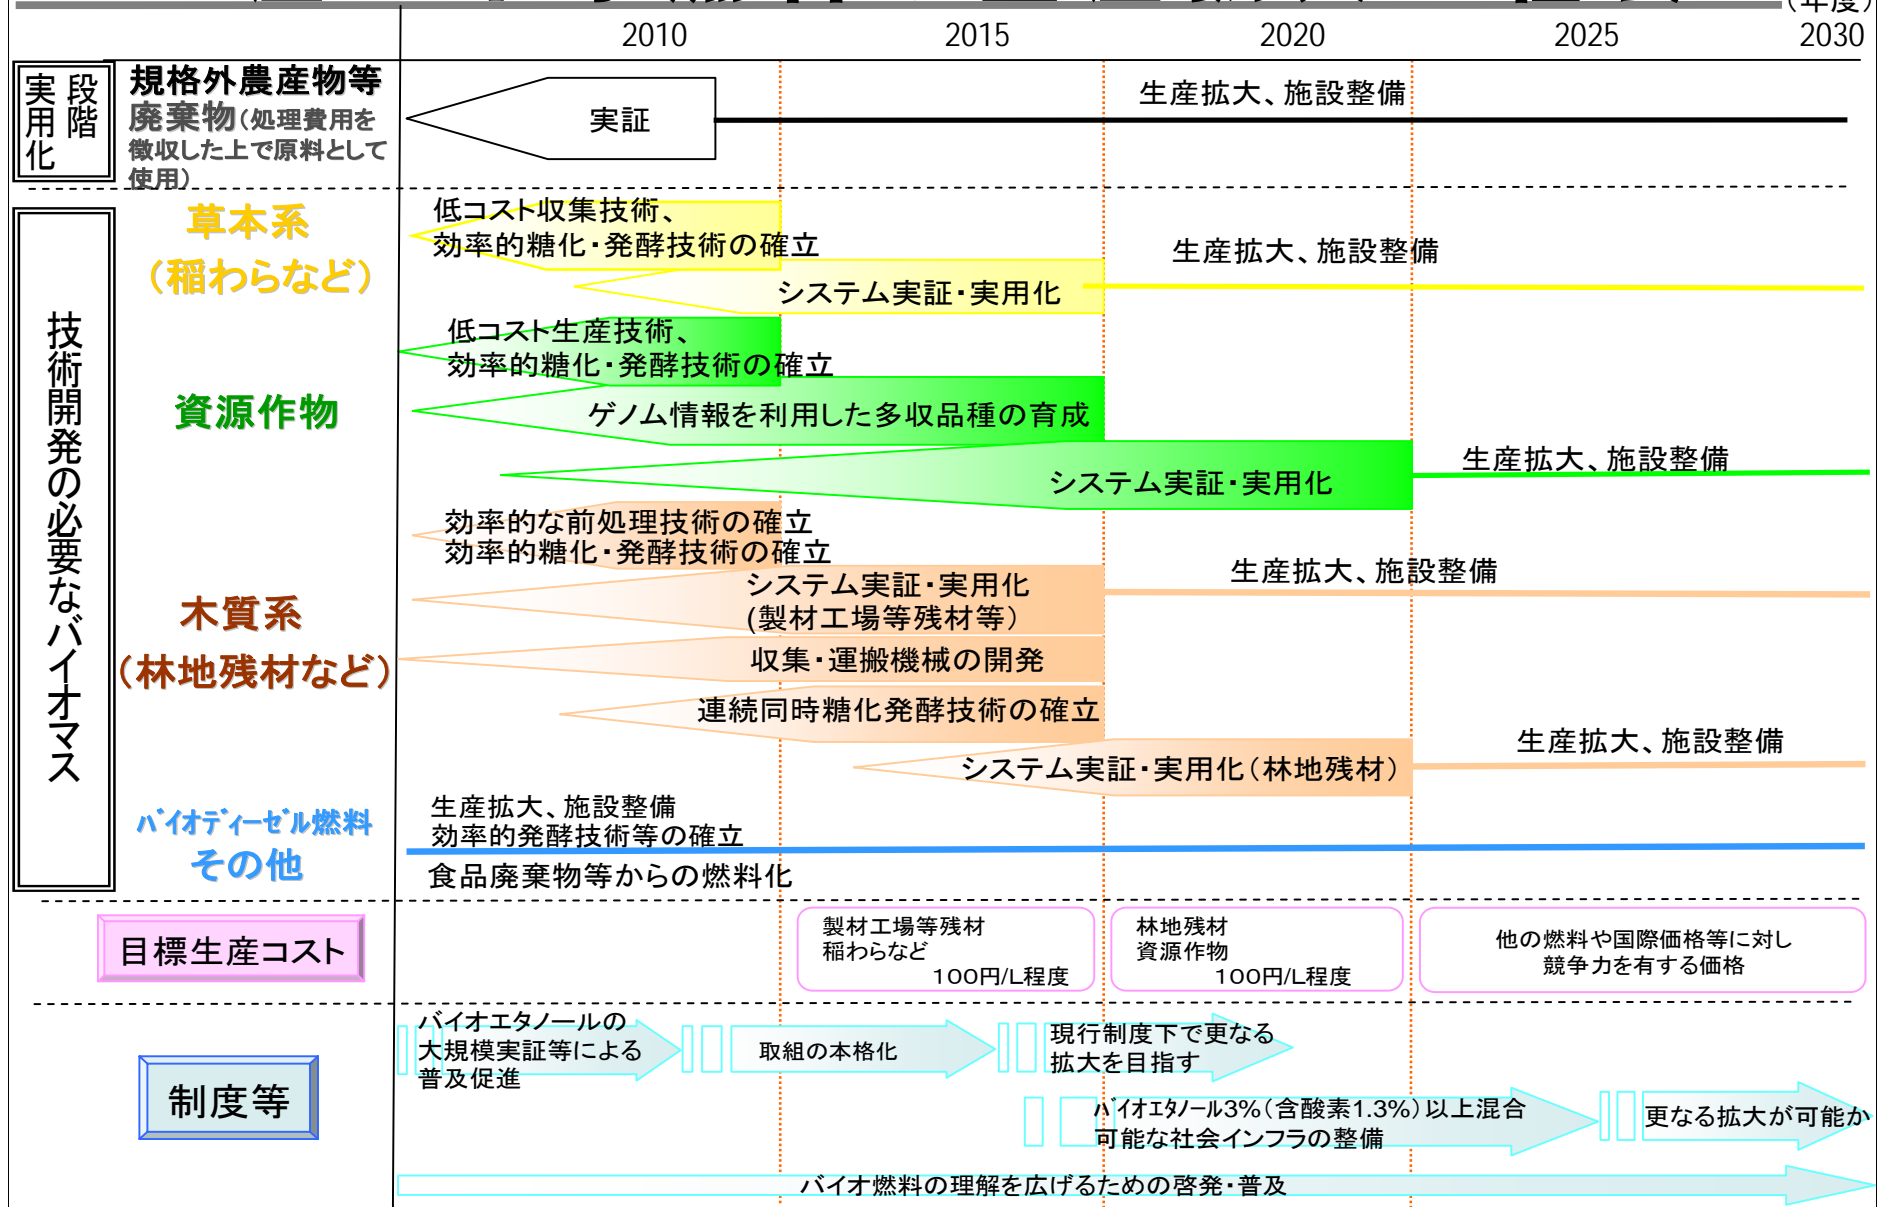 （年度）
2010 2015 2020 2025 2030
実用化
段階
規格外農産物等
廃棄物（処理費用を
徴収した上で原料として
使用）
実証
生産拡大、施設整備
技術開発の必要なバイオマス
草本系
（稲わらなど）
低コスト収集技術、
効率的糖化・発酵技術の確立
システム実証・実用化
生産拡大、施設整備
資源作物
低コスト生産技術、
効率的糖化・発酵技術の確立
ゲノム情報を利用した多収品種の育成
システム実証・実用化
生産拡大、施設整備
木質系
（林地残材など）
効率的な前処理技術の確立
効率的糖化・発酵技術の確立
システム実証・実用化
(製材工場等残材等）
生産拡大、施設整備
収集・運搬機械の開発
連続同時糖化発酵技術の確立
システム実証・実用化（林地残材）
生産拡大、施設整備
ﾊﾞｲｵﾃﾞｨｰｾﾞﾙ燃料
その他
生産拡大、施設整備
効率的発酵技術等の確立
食品廃棄物等からの燃料化
目標生産コスト
製材工場等残材
稲わらなど
100円/L程度
林地残材
資源作物
100円/L程度
他の燃料や国際価格等に対し
競争力を有する価格
制度等
バイオエタノールの
大規模実証等による
普及促進
取組の本格化
現行制度下で更なる
拡大を目指す
ﾊﾞｲｵｴﾀﾉｰﾙ3%（含酸素1.3%）以上混合
可能な社会インフラの整備
更なる拡大が可能か
バイオ燃料の理解を広げるための啓発・普及